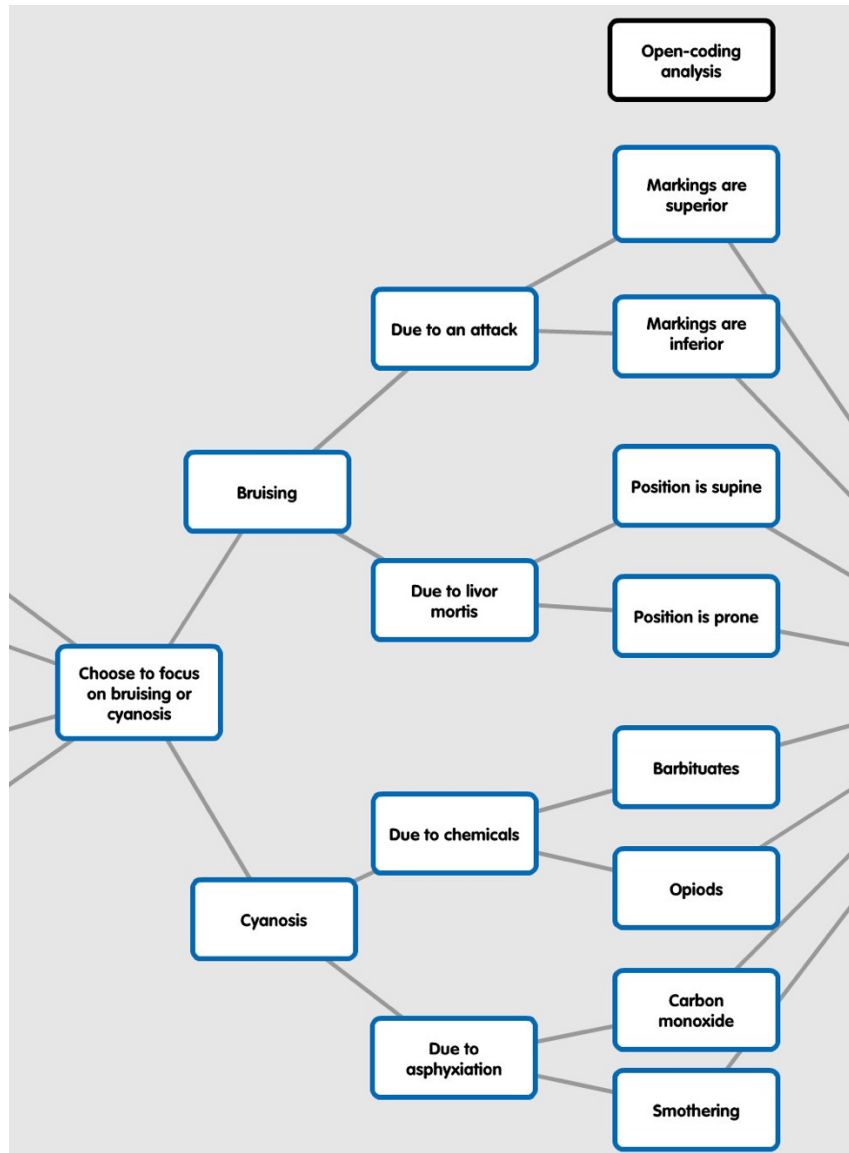 Open-coding
analysis
Markings are
superior
Due to an attack
Markings are
inferior
Bruising
Position is supine
Due to livor
mortis
Position is prone
Choose to focus
on bruising or
cyanosis
Barbituates
Due to chemicals
Opiods
Cyanosis
Carbon
monoxide
Due to
asphyxiation
Smothering